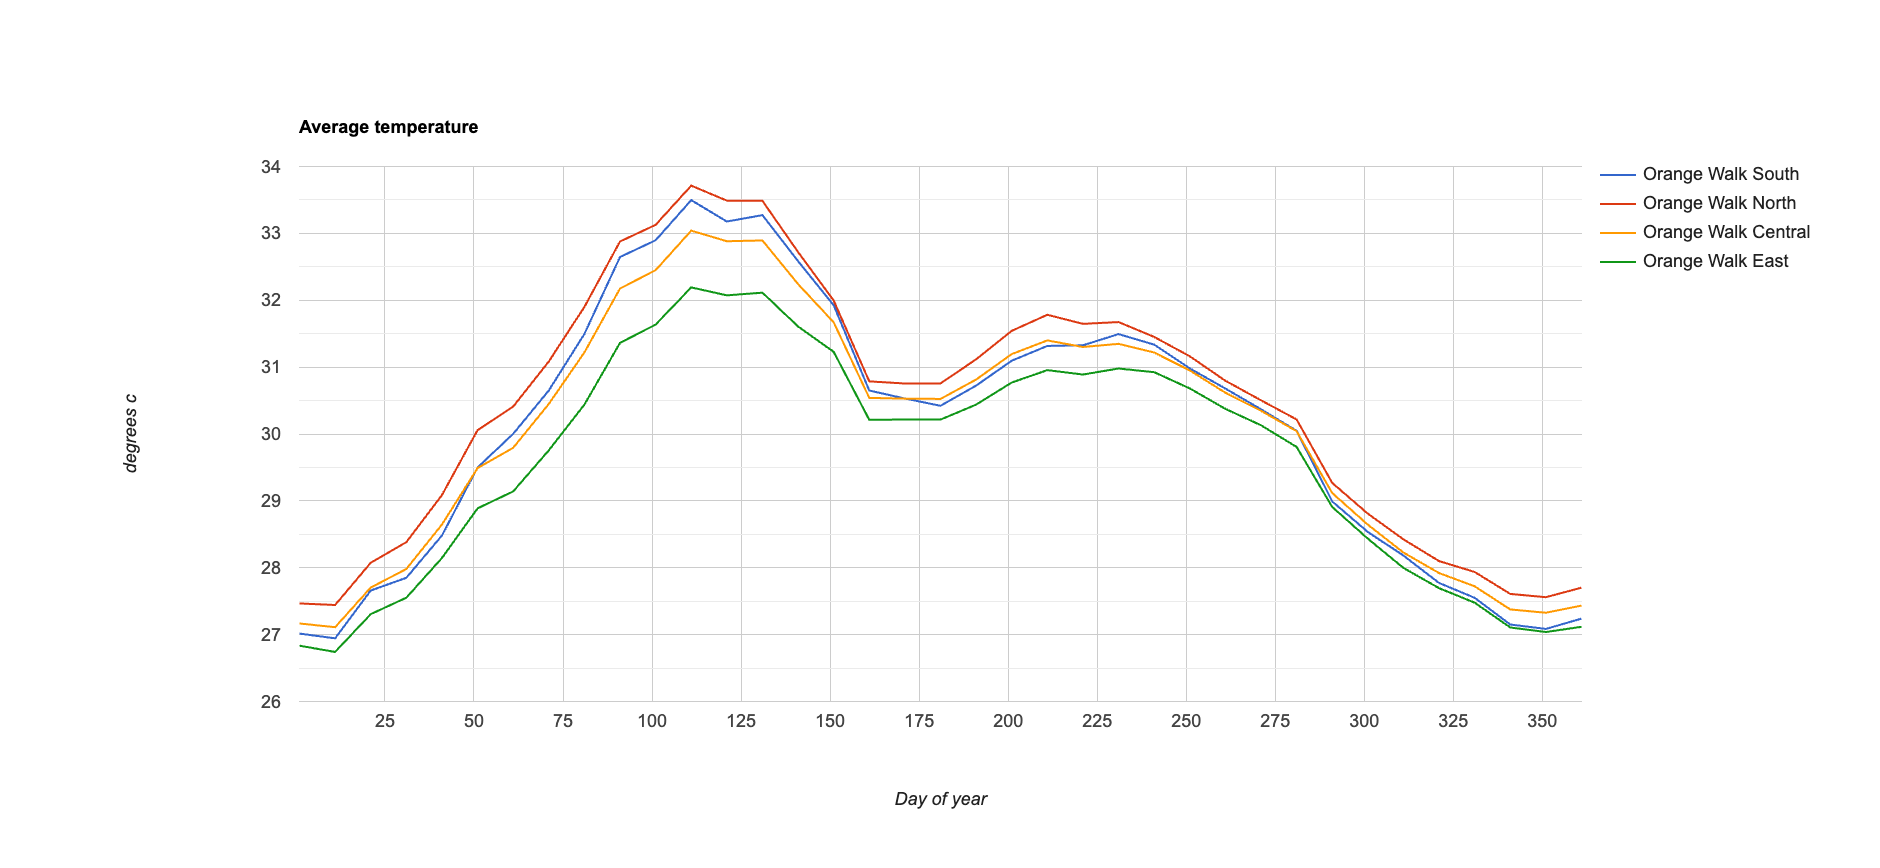 Average temperature
34
33
32
31
30
29
28
27
26
degrees c
25 50 75 100 125 150 175 200 225 250 275 300 325 350
Day of year
Orange Walk South
Orange Walk North
Orange Walk Central
Orange Walk East